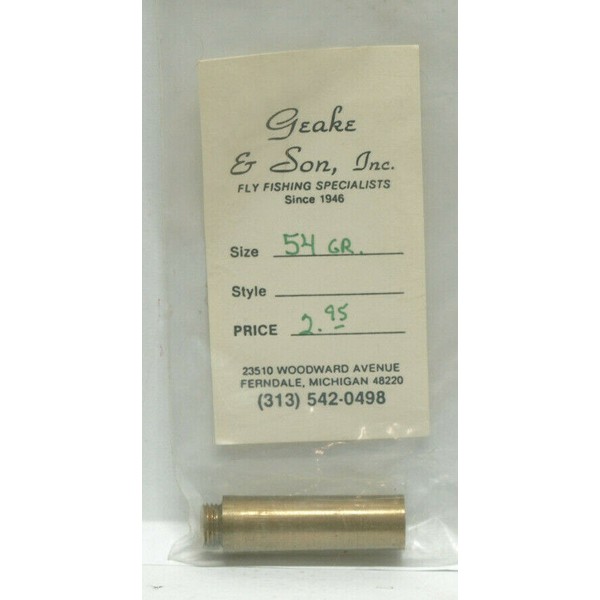 Geake
& Son, Inc.
FLY FISHING SPECIALISTS
Since 1946
Size 54 GR.
Style
PRICE 2.95
23510 WOODWARD AVENUE
FERNDALE, MICHIGAN 48220
(313) 542-0498